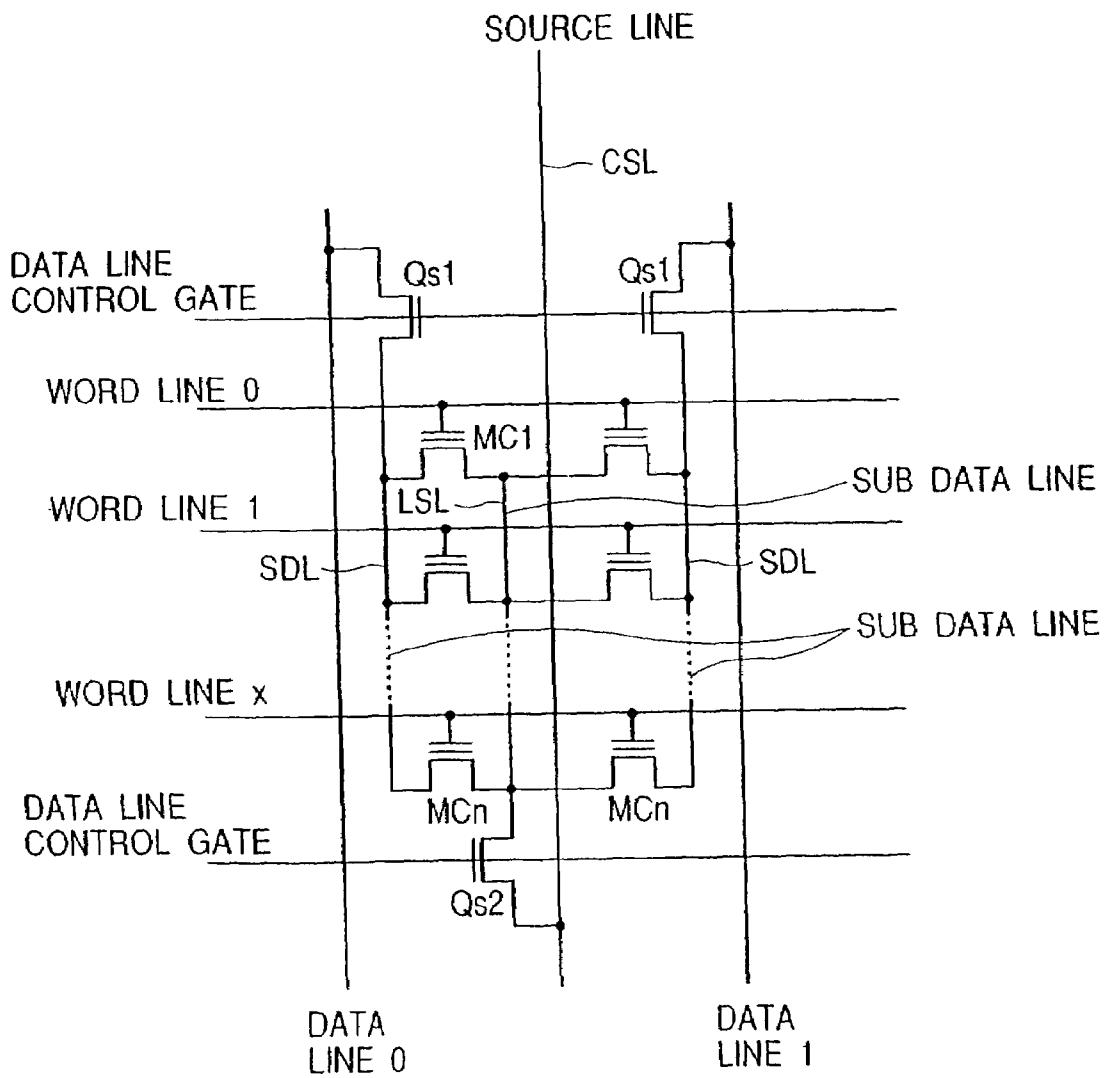 SOURCE LINE
CSL
DATA LINE
CONTROL GATE
Qs1
Qs1
WORD LINE 0
MC1
LSL
SUB DATA LINE
WORD LINE 1
SDL
SDL
SUB DATA LINE
WORD LINE x
MCn
MCn
DATA LINE
CONTROL GATE
Qs2
DATA
LINE 0
DATA
LINE 1